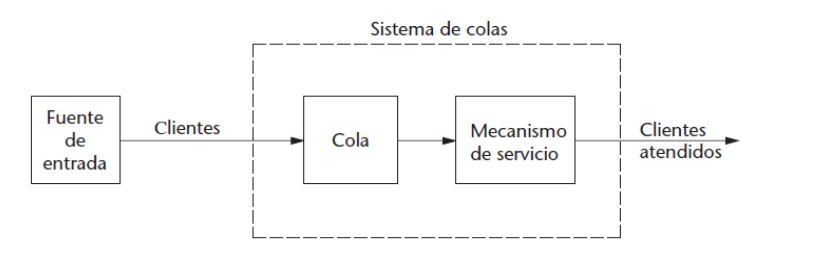 Sistema de colas
Fuente
de
entrada
Clientes
Cola
Mecanismo
de servicio
Clientes
atendidos